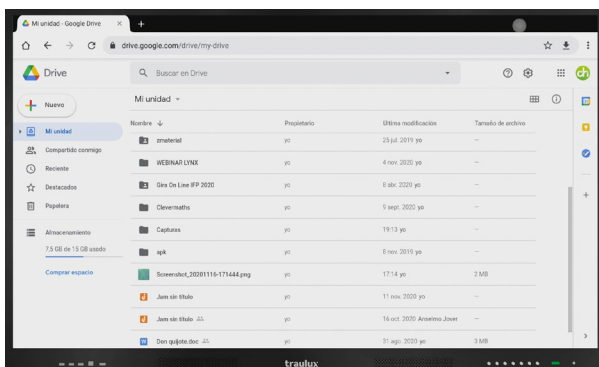 Mi unidad - Google Drive
drive.google.com/drive/my-drive
Drive
Buscar en Drive
Nuevo
Mi unidad
Mi unidad
Compartido conmigo
Reciente
Destacados
Papelera
Almacenamiento
7,5 GB de 15 GB usado
Comprar espacio
Nombre Propietario Última modificación Tamaño de archivo
zmaterial yo 25 jul. 2019 yo —
WEBINAR LYNX yo 4 nov. 2020 yo —
Gira On Line IFP 2020 yo 8 abr. 2020 yo —
Clevermaths yo 9 sept. 2020 yo —
Capturas yo 19:13 yo —
apk yo 8 nov. 2019 yo —
Screenshot_20201116-171444.png yo 17:14 yo 2 MB
Jam sin título yo 11 nov. 2020 yo —
Jam sin título yo 16 oct. 2020 Anselmo Jover —
Don quijote.doc yo 31 ago. 2020 yo 3 MB
ch
traulux